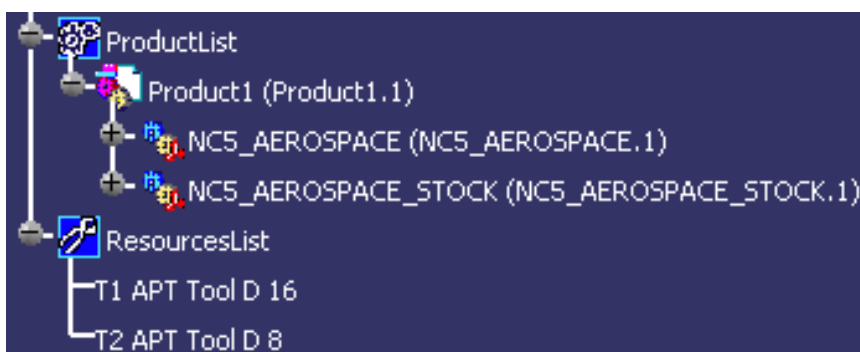 ProductList
Product1 (Product1.1)
NC5_AEROSPACE (NC5_AEROSPACE.1)
NC5_AEROSPACE_STOCK (NC5_AEROSPACE_STOCK.1)
ResourcesList
T1 APT Tool D 16
T2 APT Tool D 8